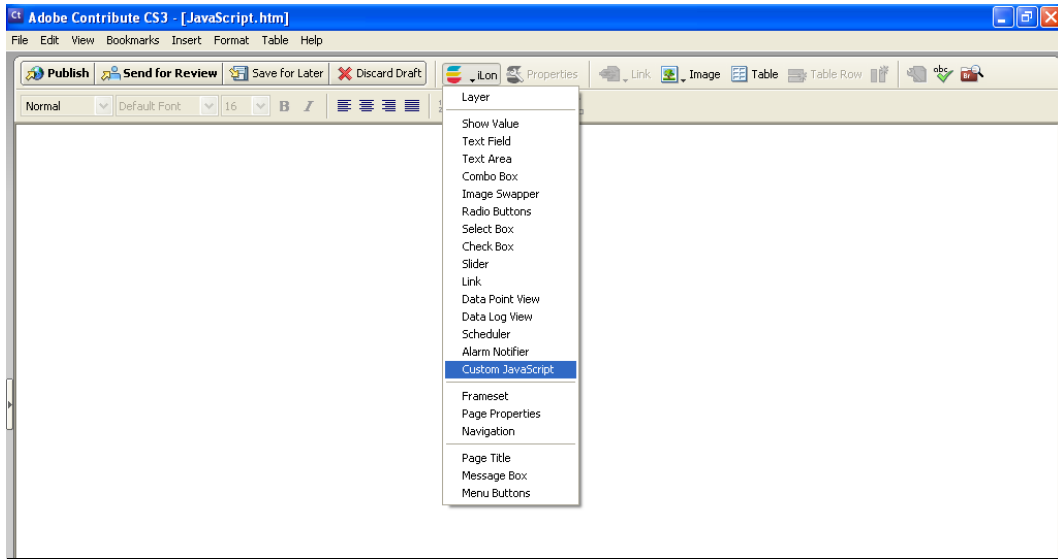 Ct Adobe Contribute CS3 - [JavaScript.htm]
File Edit View Bookmarks Insert Format Table Help
Publish Send for Review Save for Later Discard Draft iLon Properties Link Image Table Table Row abc
Normal Default Font 16 B I
Layer
Show Value
Text Field
Text Area
Combo Box
Image Swapper
Radio Buttons
Select Box
Check Box
Slider
Link
Data Point View
Data Log View
Scheduler
Alarm Notifier
Custom JavaScript
Frameset
Page Properties
Navigation
Page Title
Message Box
Menu Buttons